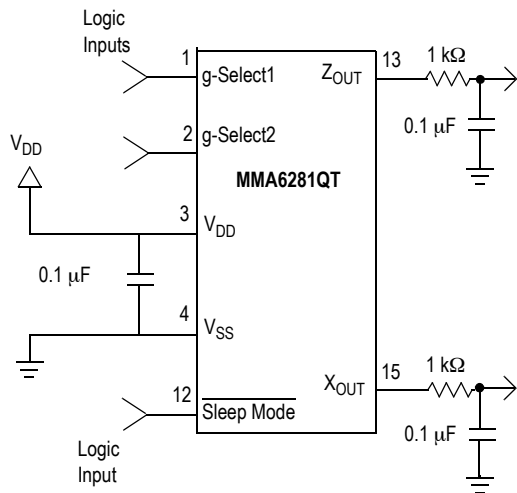 Logic
Inputs
1
g-Select1
2
g-Select2
V_DD
3
V_DD
0.1 μF
4
V_SS
12
Sleep Mode
Logic
Input
MMA6281QT
Z_OUT
13
1 kΩ
0.1 μF
X_OUT
15
1 kΩ
0.1 μF